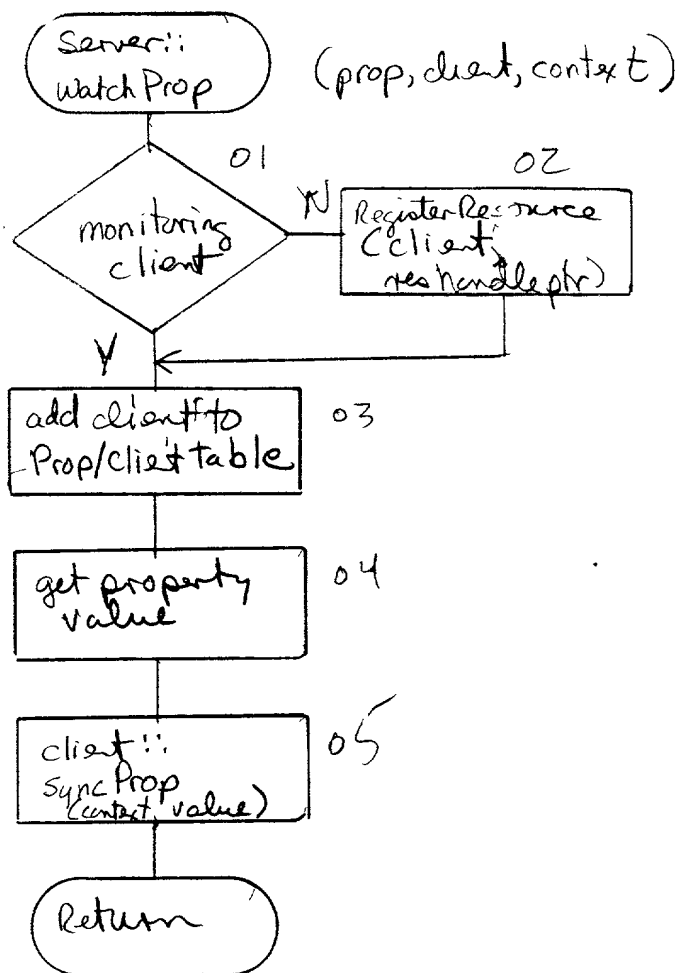 Server::
WatchProp
(prop, client, context)
01
02
monitoring
client
N
RegisterResource
(client,
reshandleptr)
Y
add client to
Prop/Client table
03
get property
value
04
client::
syncProp
(context, value)
05
Return